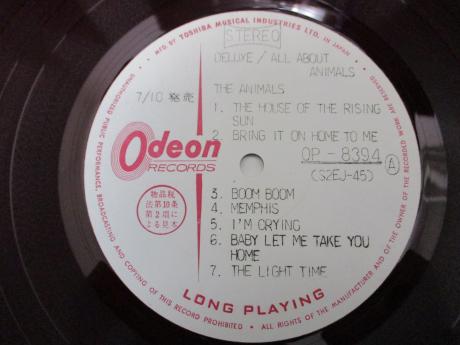 MFG. BY TOSHIBA MUSICAL INDUSTRIES LTD. IN JAPAN
STEREO
DELUXE / ALL ABOUT
ANIMALS
7/10 発売
THE ANIMALS
1. THE HOUSE OF THE RISING
SUN
2. BRING IT ON HOME TO ME
Odeon
RECORDS
OP-8394
A
(S2EJ-45)
物品税
法第10条
第2項に
よる見本
3. BOOM BOOM
4. MEMPHIS
5. I'M CRYING
6. BABY LET ME TAKE YOU
HOME
7. THE LIGHT TIME
LONG PLAYING
UNAUTHORIZED PUBLIC PERFORMANCE, BROADCASTING AND COPYING OF THIS RECORD PROHIBITED • ALL RIGHTS OF THE MANUFACTURER AND OF THE OWNER OF THE RECORDED WORK ARE RESERVED